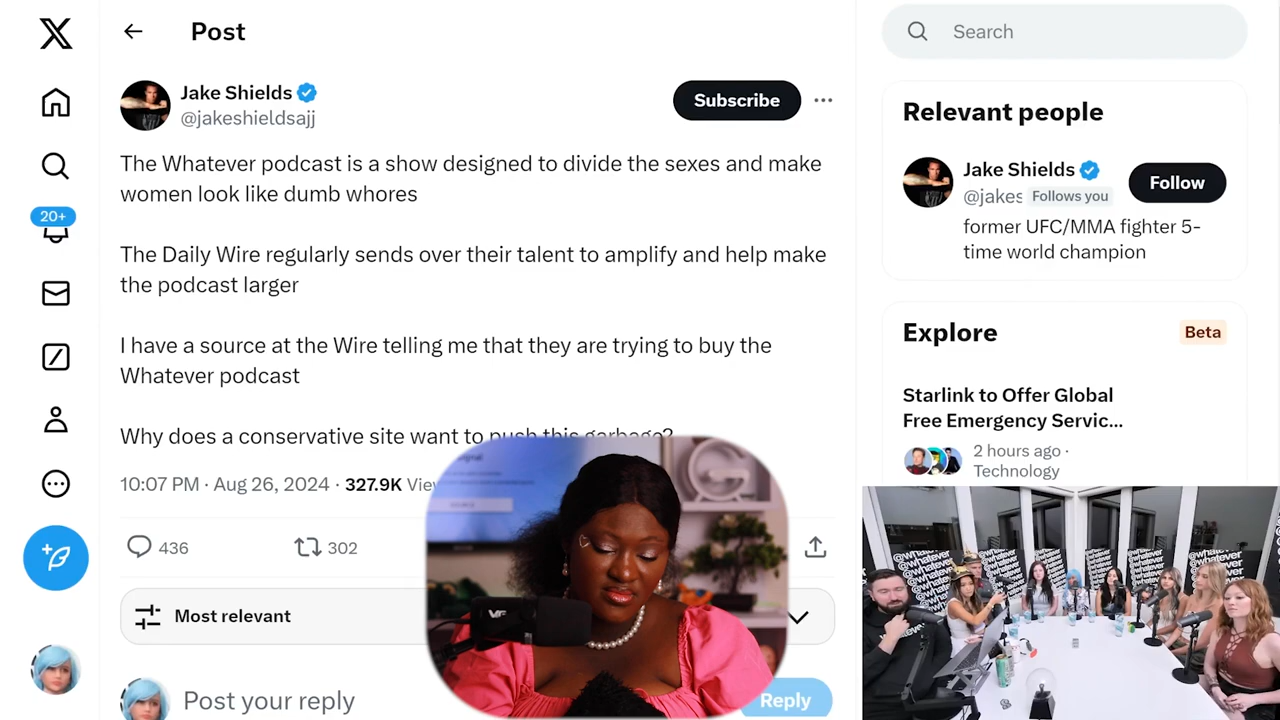 Post
Search
Jake Shields
@jakeshieldsajj
Subscribe
The Whatever podcast is a show designed to divide the sexes and make
women look like dumb whores
The Daily Wire regularly sends over their talent to amplify and help make
the podcast larger
I have a source at the Wire telling me that they are trying to buy the
Whatever podcast
Why does a conservative site want to push this garbage?
10:07 PM · Aug 26, 2024 · 327.9K
436
302
Most relevant
Post your reply
Reply
20+
Relevant people
Jake Shields
@jakes
Follows you
Follow
former UFC/MMA fighter 5-
time world champion
Explore
Beta
Starlink to Offer Global
Free Emergency Servic...
2 hours ago ·
Technology
@whatever
@whatever
@whatever